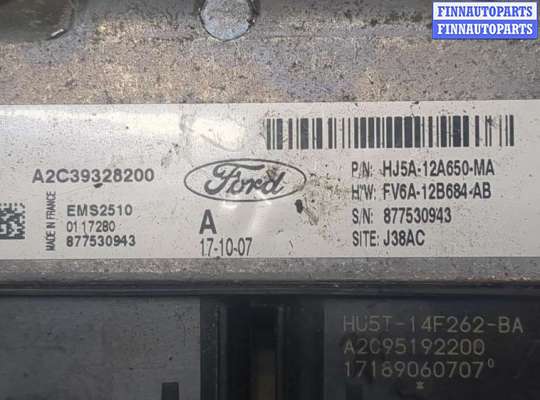 FINNAUTOPARTS
FINNAUTOPARTS
FINNAUTOPARTS
A2C39328200
Ford
P/N: HJ5A-12A650-MA
H/W: FV6A-12B684-AB
S/N: 877530943
SITE: J38AC
MADE IN FRANCE
EMS2510
0117280
877530943
A
17-10-07
HU5T-14F262-BA
A2C95192200
17189060707